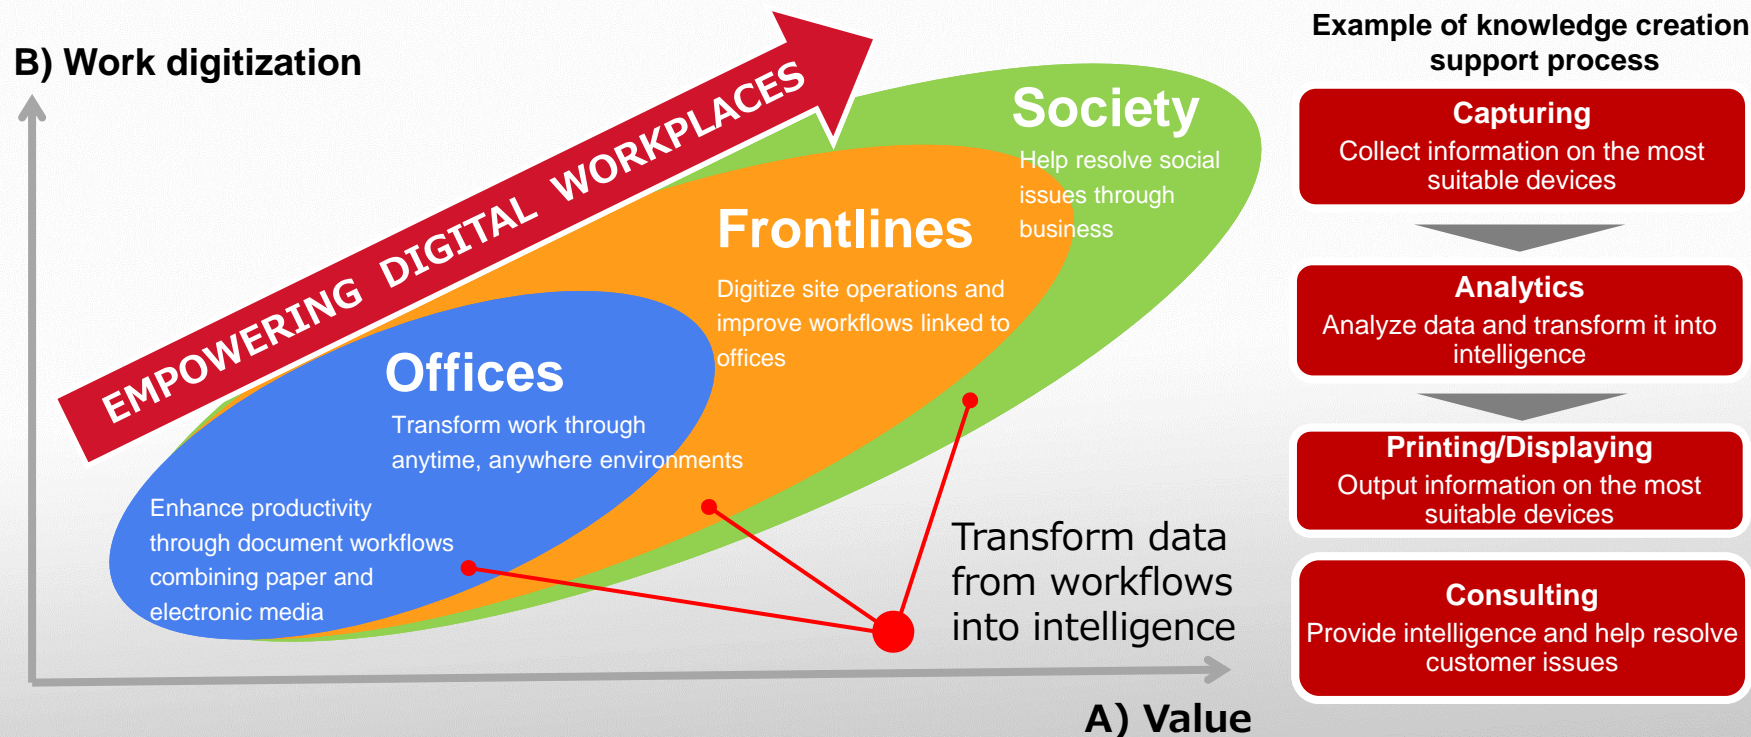 B) Work digitization
EMPOWERING DIGITAL WORKPLACES
Society
Help resolve social
issues through
business
Frontlines
Digitize site operations and
improve workflows linked to
offices
Offices
Transform work through
anytime, anywhere environments
Enhance productivity
through document workflows
combining paper and
electronic media
Transform data
from workflows
into intelligence
A) Value
Example of knowledge creation
support process
Capturing
Collect information on the most
suitable devices
Analytics
Analyze data and transform it into
intelligence
Printing/Displaying
Output information on the most
suitable devices
Consulting
Provide intelligence and help resolve
customer issues